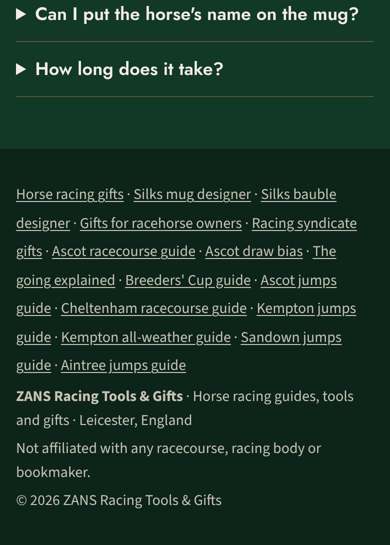 ▶ Can I put the horse's name on the mug?
▶ How long does it take?
Horse racing gifts · Silks mug designer · Silks bauble
designer · Gifts for racehorse owners · Racing syndicate
gifts · Ascot racecourse guide · Ascot draw bias · The
going explained · Breeders' Cup guide · Ascot jumps
guide · Cheltenham racecourse guide · Kempton jumps
guide · Kempton all-weather guide · Sandown jumps
guide · Aintree jumps guide
ZANS Racing Tools & Gifts · Horse racing guides, tools
and gifts · Leicester, England
Not affiliated with any racecourse, racing body or
bookmaker.
© 2026 ZANS Racing Tools & Gifts